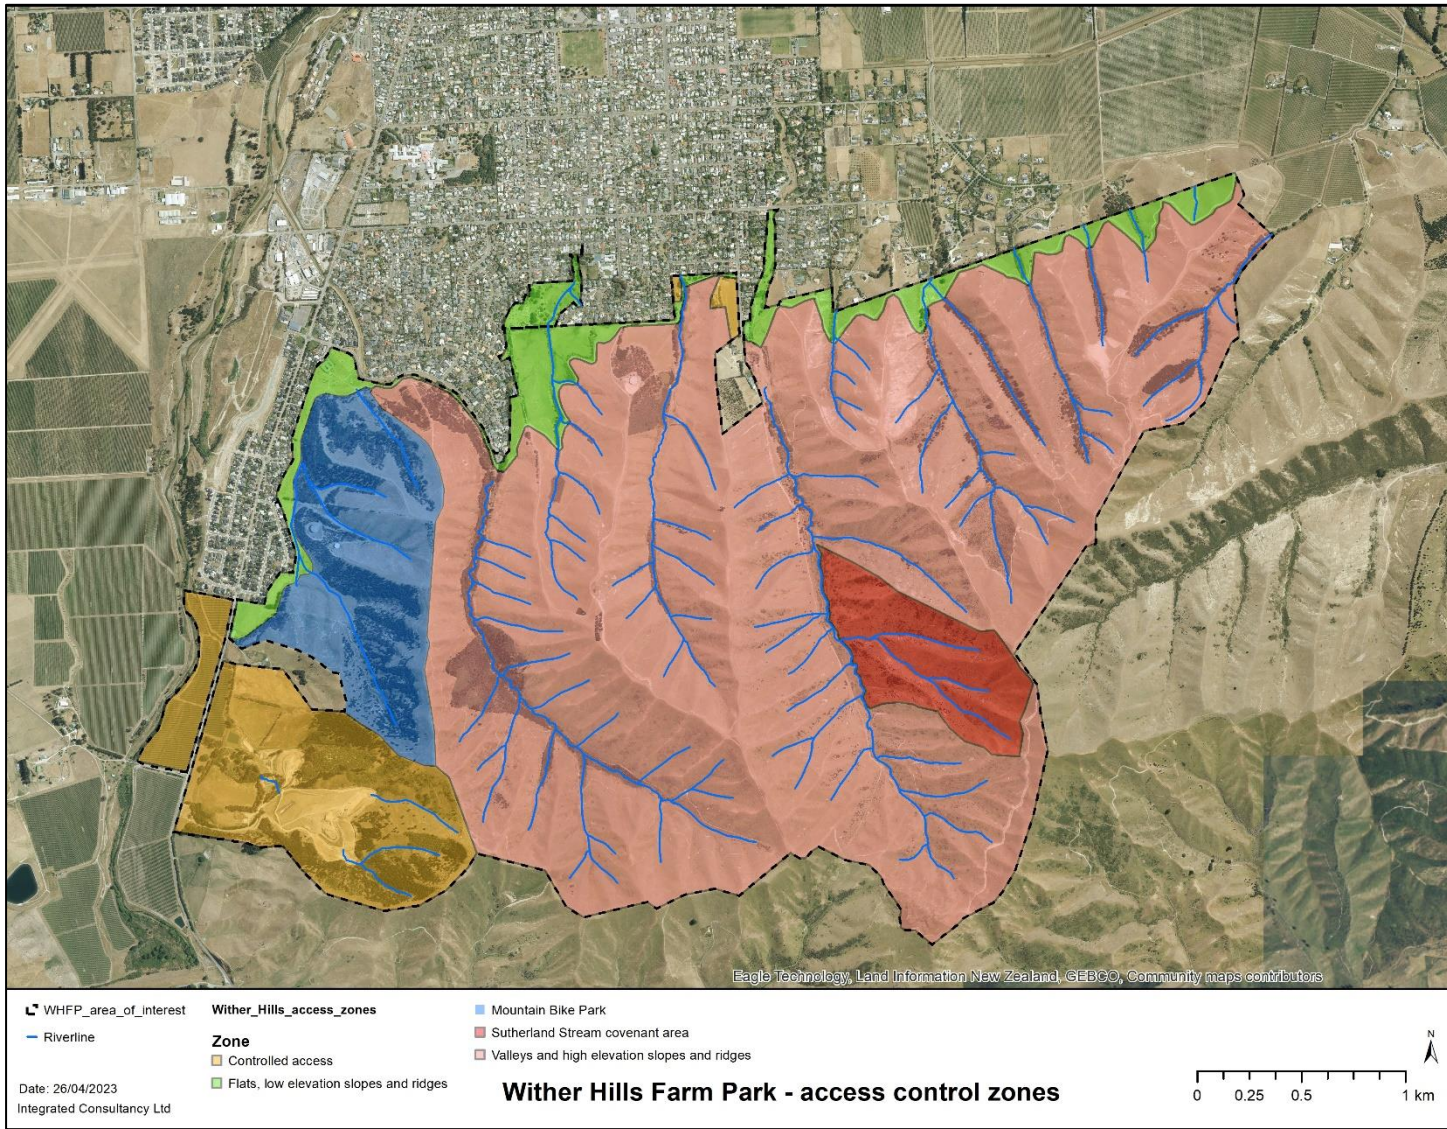 Eagle Technology, Land Information New Zealand, GEBCO, Community maps contributors
WHFP_area_of_interest
Riverline
Wither_Hills_access_zones
Zone
Controlled access
Flats, low elevation slopes and ridges
Mountain Bike Park
Sutherland Stream covenant area
Valleys and high elevation slopes and ridges
N
Date: 26/04/2023
Integrated Consultancy Ltd
Wither Hills Farm Park - access control zones
0 0.25 0.5 1 km